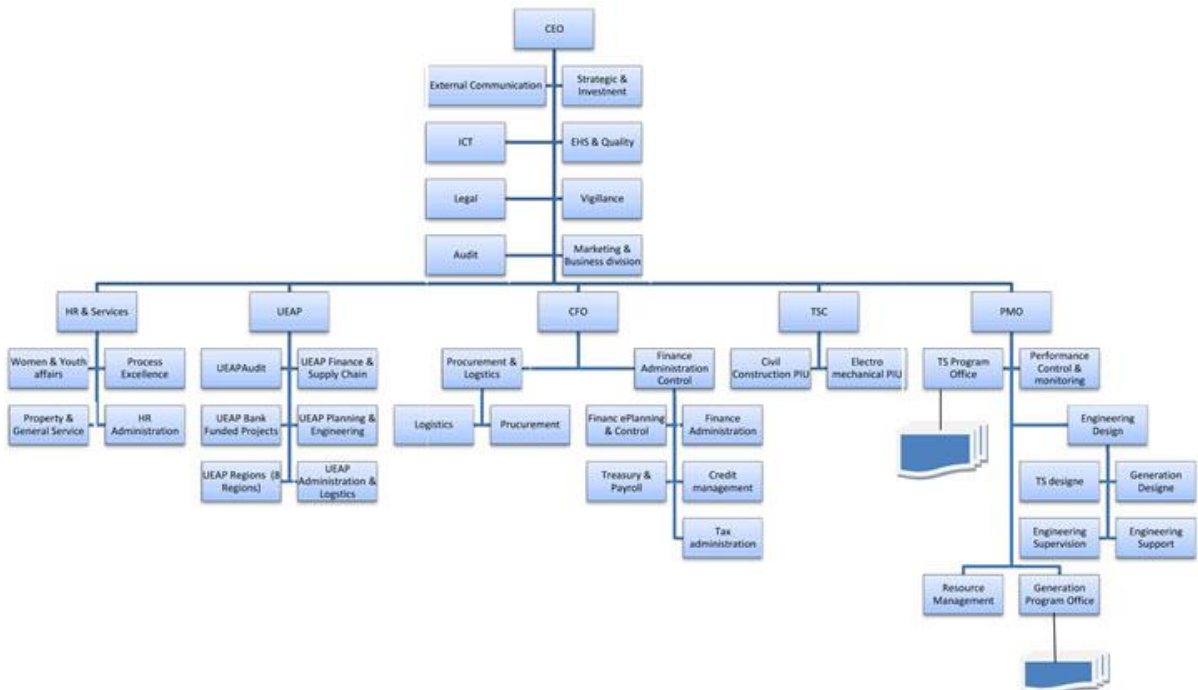 CEO
External Communication
Strategic &
Investnent
ICT
EHS & Quality
Legal
Vigillance
Audit
Marketing &
Business division
HR & Services
UEAP
CFO
TSC
PMO
Women & Youth
affairs
Process
Excellence
UEAPAudit
UEAP Finance &
Supply Chain
Procurement &
Logistics
Finance
Administration
Control
Civil
Construction PIU
Electro
mechanical PIU
TS Program
Office
Performance
Control &
monitoring
Property &
General Service
HR
Administration
UEAP Bank
Funded Projects
UEAP Planning &
Engineering
Logistics
Prucurement
Financ ePlanning
& Control
Finance
Administration
Engineering
Design
UEAP Regions (8
Regions)
UEAP
Administration &
Logstics
Treasury &
Payroll
Credit
management
TS designe
Generation
Designe
Tax
administration
Engineering
Supervision
Engineering
Support
Resource
Management
Generation
Program Office